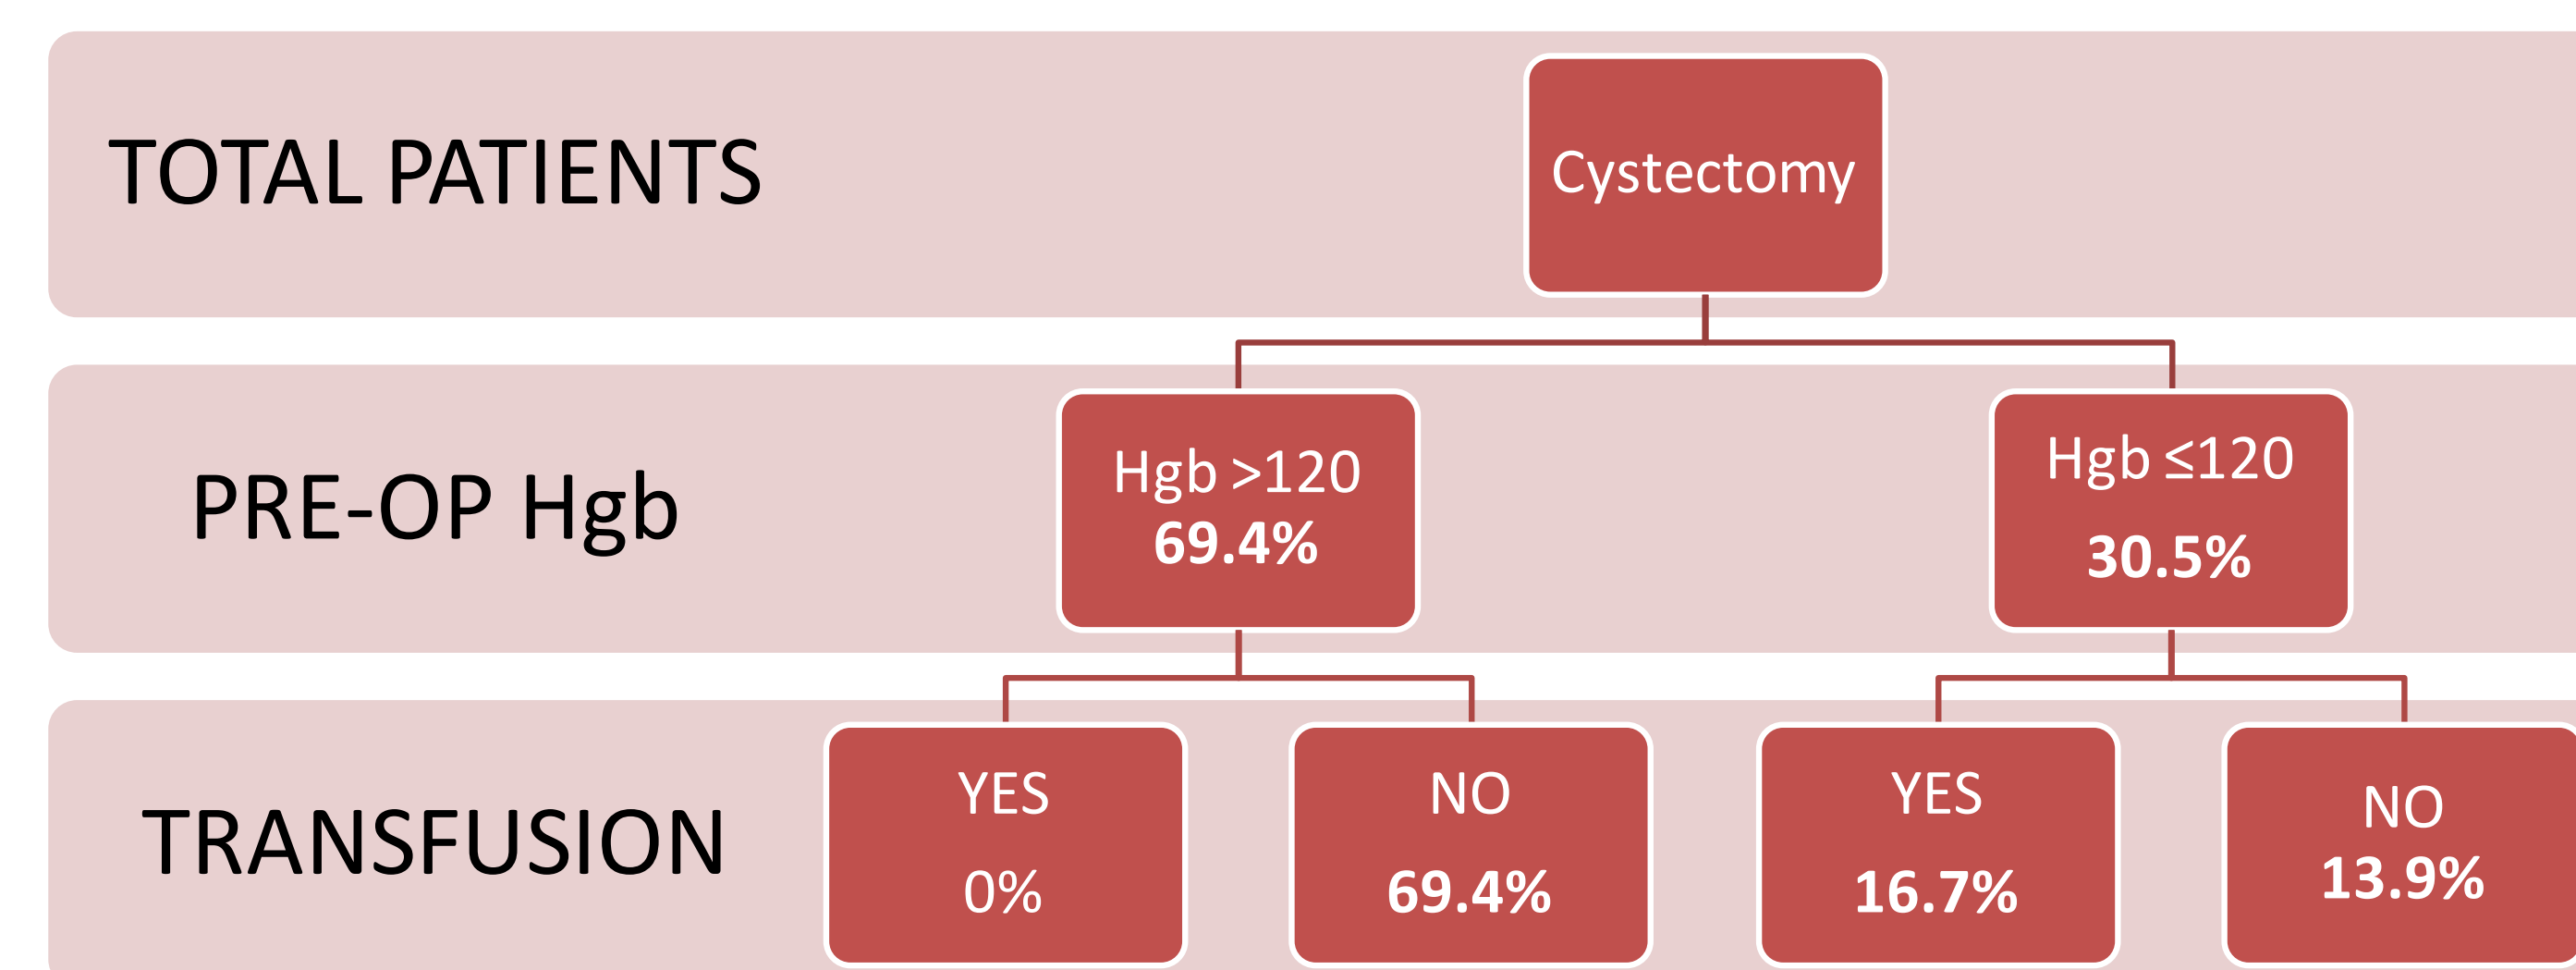 TOTAL PATIENTS
Cystectomy
PRE-OP Hgb
Hgb >120
69.4%
Hgb ≤120
30.5%
TRANSFUSION
YES
0%
NO
69.4%
YES
16.7%
NO
13.9%